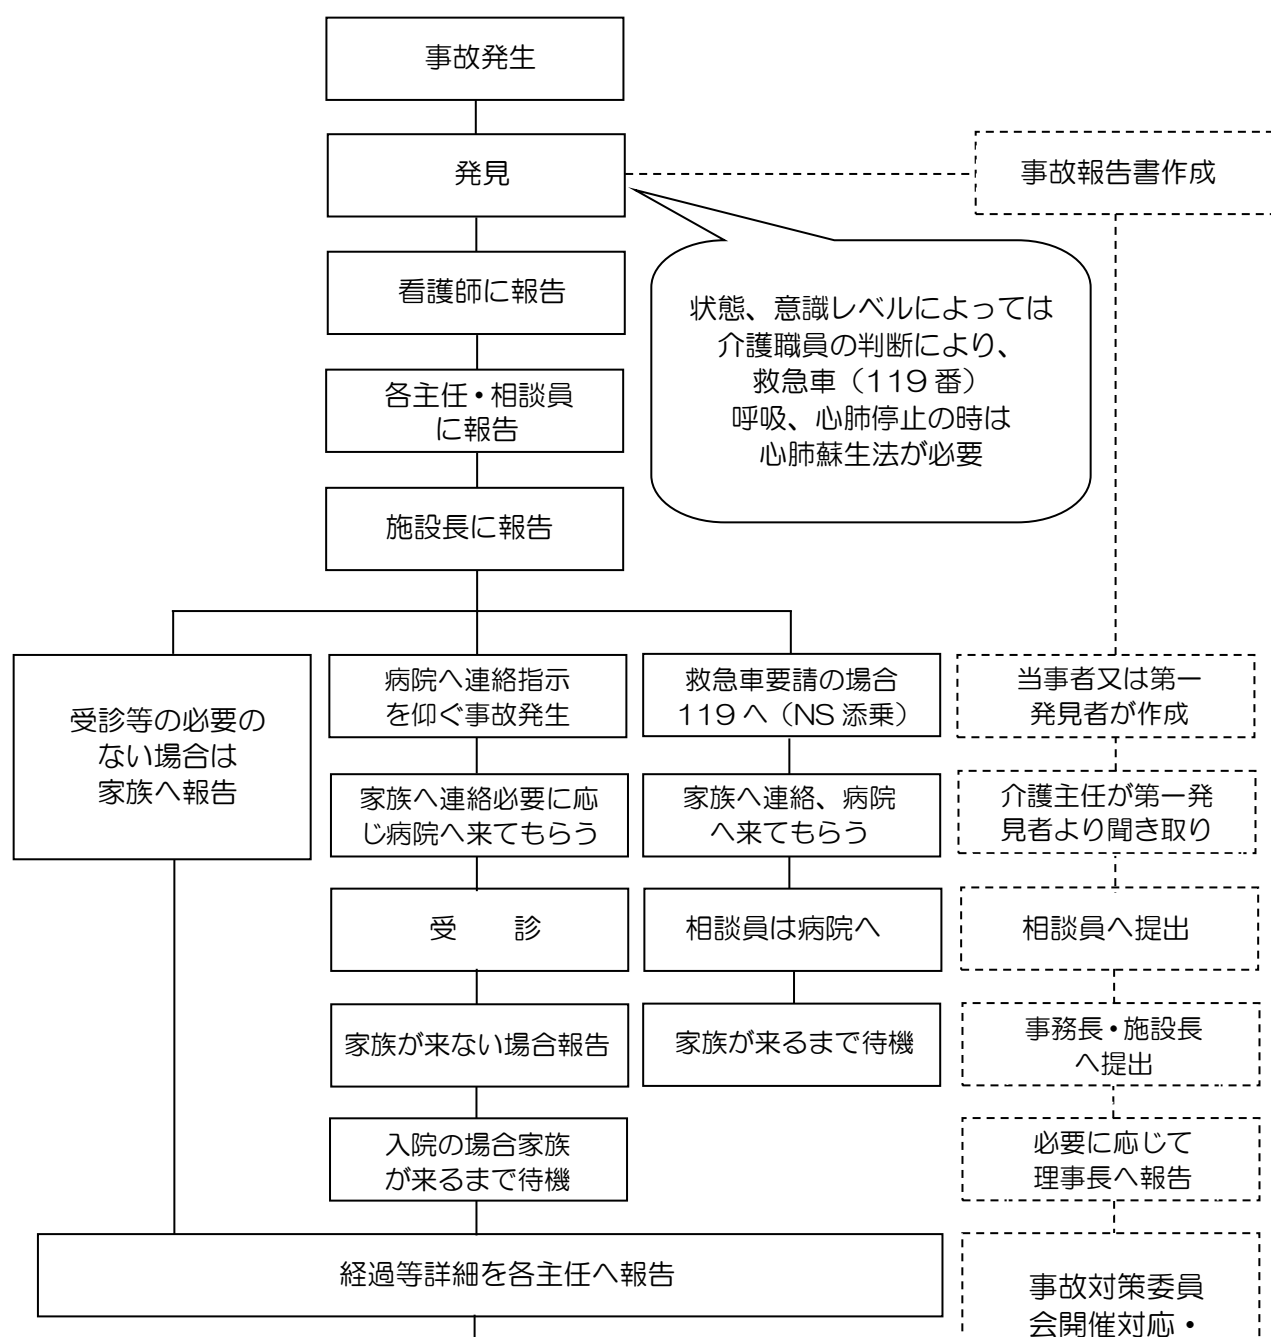 事故発生
発見
事故報告書作成
看護師に報告
状態、意識レベルによっては
介護職員の判断により、
救急車（119番）
呼吸、心肺停止の時は
心肺蘇生法が必要
各主任・相談員
に報告
施設長に報告
受診等の必要の
ない場合は
家族へ報告
病院へ連絡指示
を仰ぐ事故発生
救急車要請の場合
119へ（NS添乗）
当事者又は第一
発見者が作成
家族へ連絡必要に応
じ病院へ来てもらう
家族へ連絡、病院
へ来てもらう
介護主任が第一発
見者より聞き取り
受　　診
相談員は病院へ
相談員へ提出
家族が来ない場合報告
家族が来るまで待機
事務長・施設長
へ提出
入院の場合家族
が来るまで待機
必要に応じて
理事長へ報告
経過等詳細を各主任へ報告
事故対策委員
会開催対応・